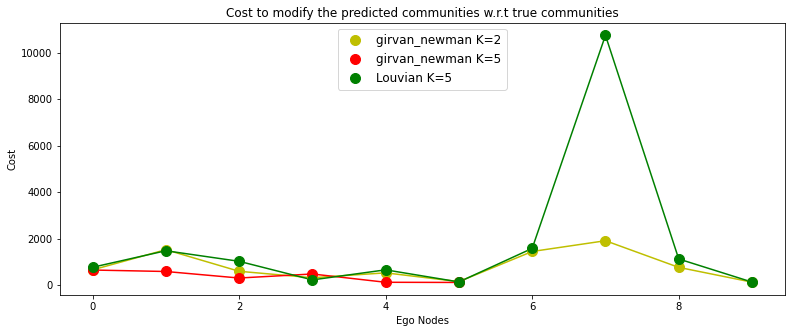 Cost to modify the predicted communities w.r.t true communities
girvan_newman K=2
girvan_newman K=5
Louvian K=5
10000
8000
6000
4000
2000
0
Cost
0 2 4 6 8
Ego Nodes